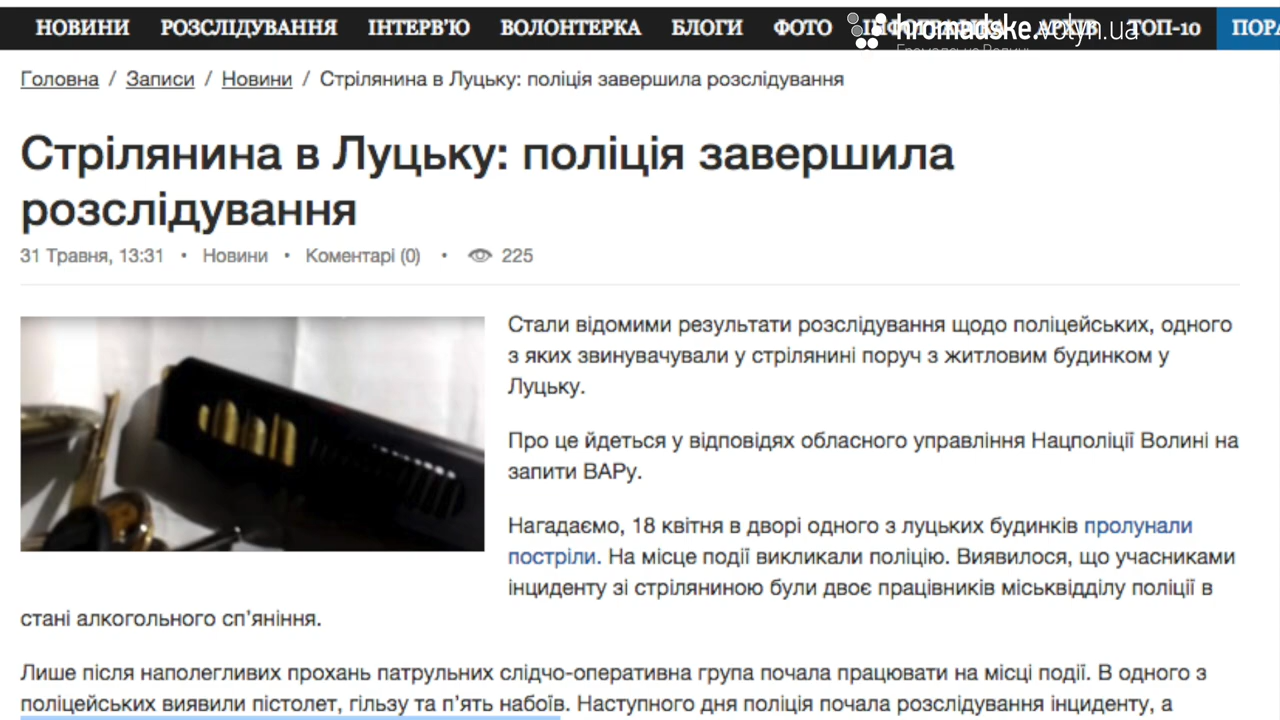 НОВИНИ РОЗСЛІДУВАННЯ ІНТЕРВ'Ю ВОЛОНТЕРКА БЛОГИ ФОТО ІНФОГРАФІКА АРХІВ ТОП-10
hromadske.volyn.ua
Громадське Волинь
Головна / Записи / Новини / Стрілянина в Луцьку: поліція завершила розслідування
Стрілянина в Луцьку: поліція завершила
розслідування
31 Травня, 13:31 • Новини • Коментарі (0) • 225
Стали відомими результати розслідування щодо поліцейських, одного
з яких звинувачували у стрілянині поруч з житловим будинком у
Луцьку.
Про це йдеться у відповідях обласного управління Нацполіції Волині на
запити ВАРу.
Нагадаємо, 18 квітня в дворі одного з луцьких будинків пролунали
постріли. На місце події викликали поліцію. Виявилося, що учасниками
інциденту зі стріляниною були двоє працівників міськвідділу поліції в
стані алкогольного сп’яніння.
Лише після наполегливих прохань патрульних слідчо-оперативна група почала працювати на місці події. В одного з
поліцейських виявили пістолет, гільзу та п’ять набоїв. Наступного дня поліція почала розслідування інциденту, а